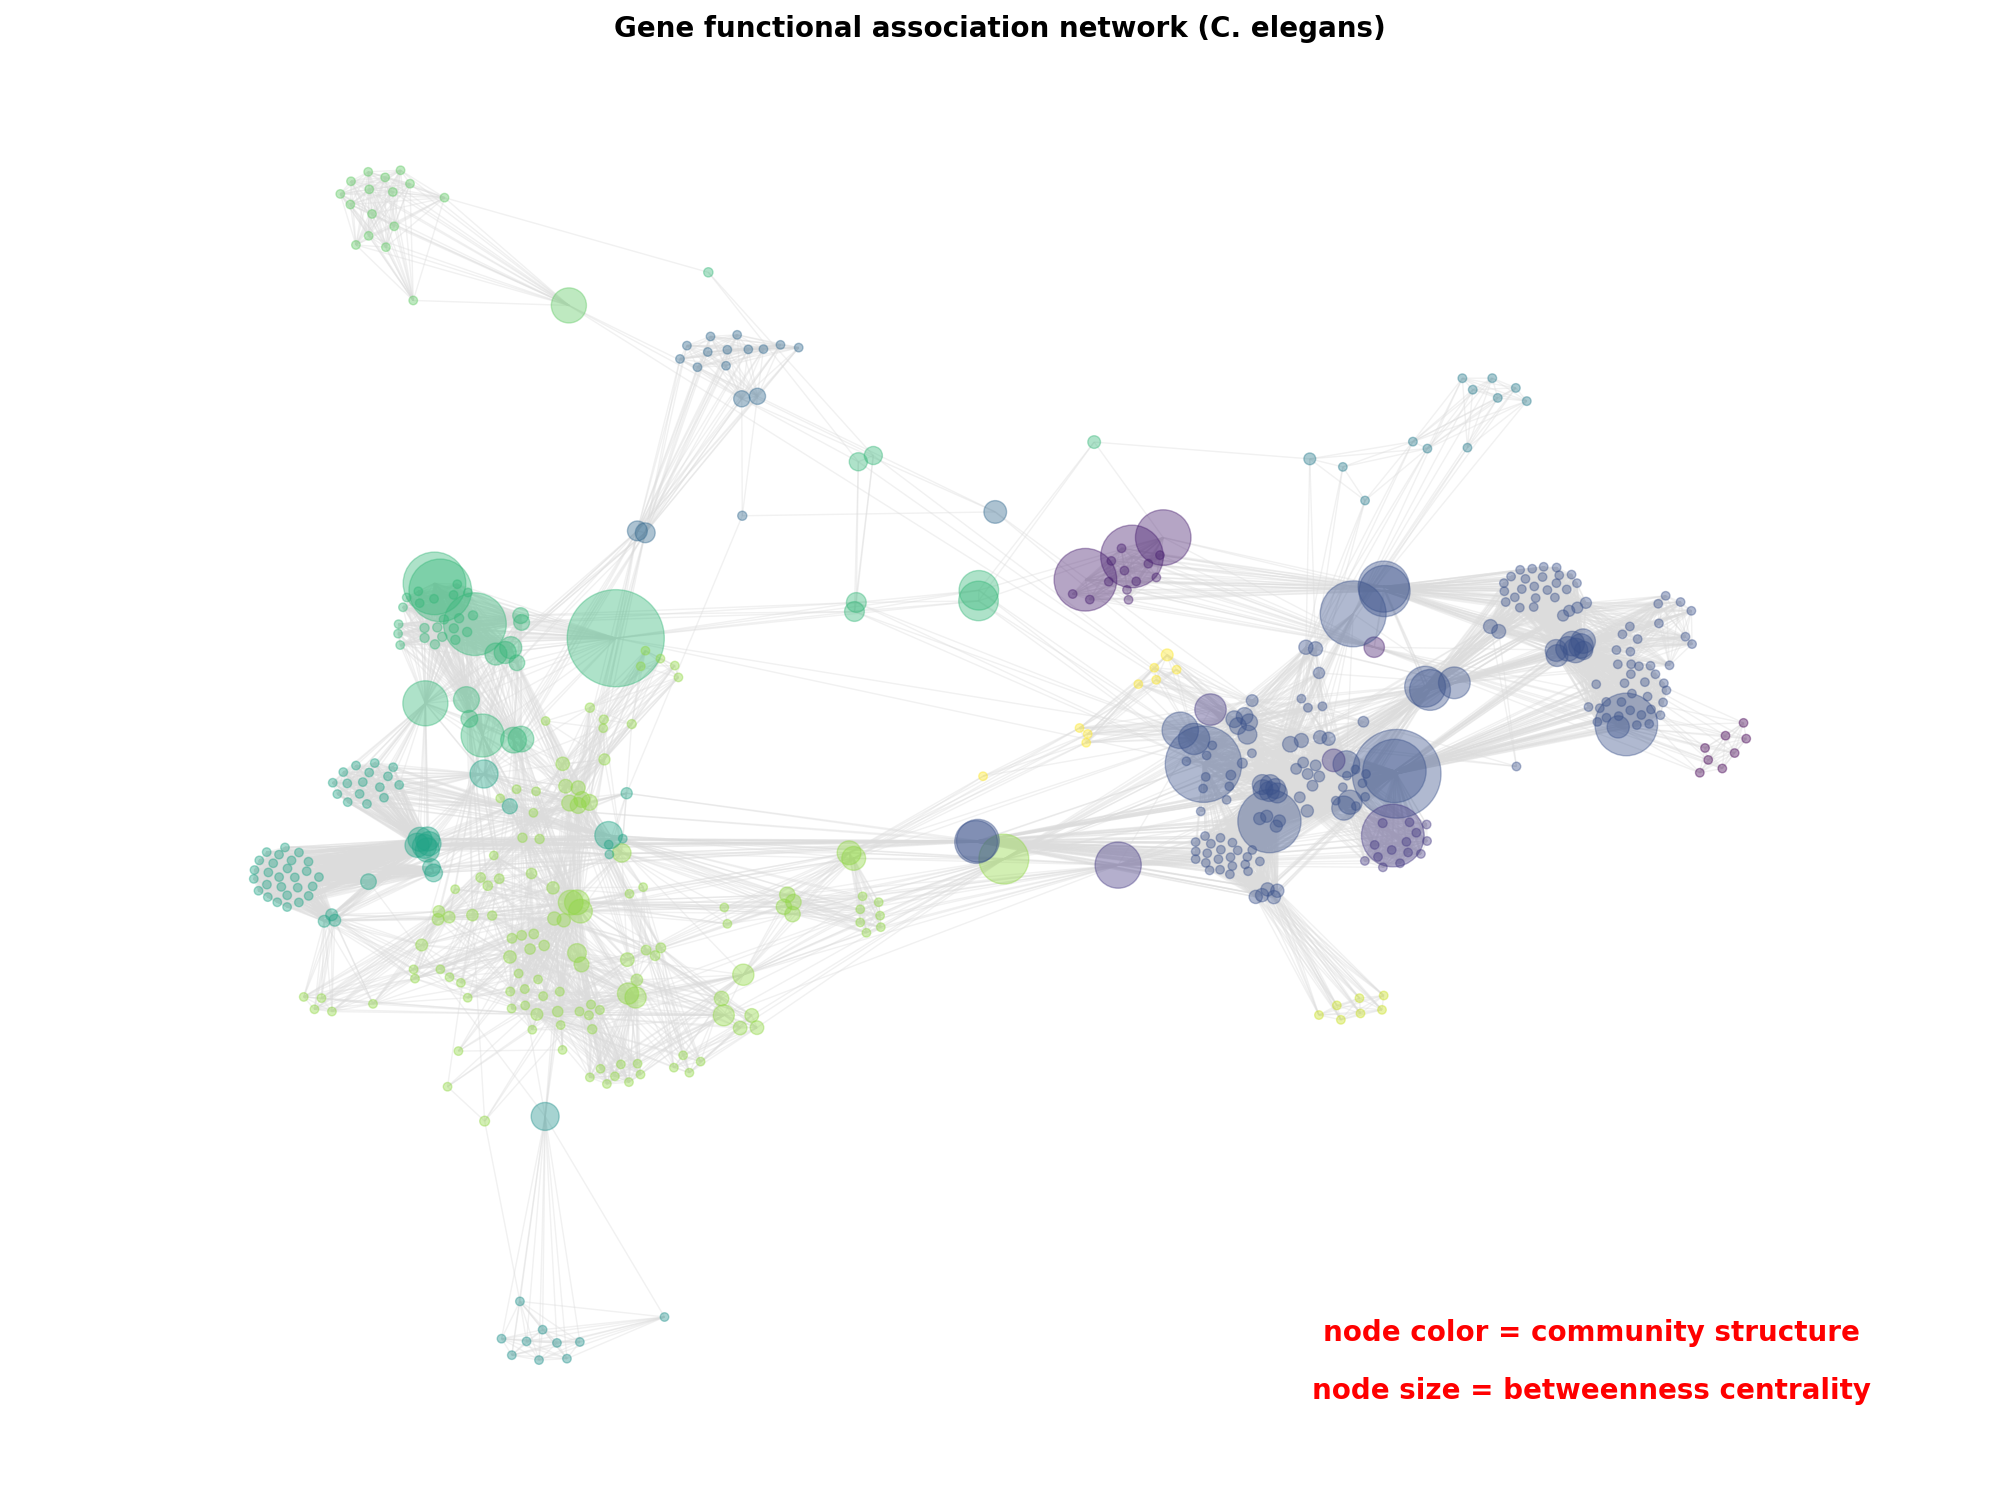 Gene functional association network (C. elegans)
node color = community structure
node size = betweenness centrality